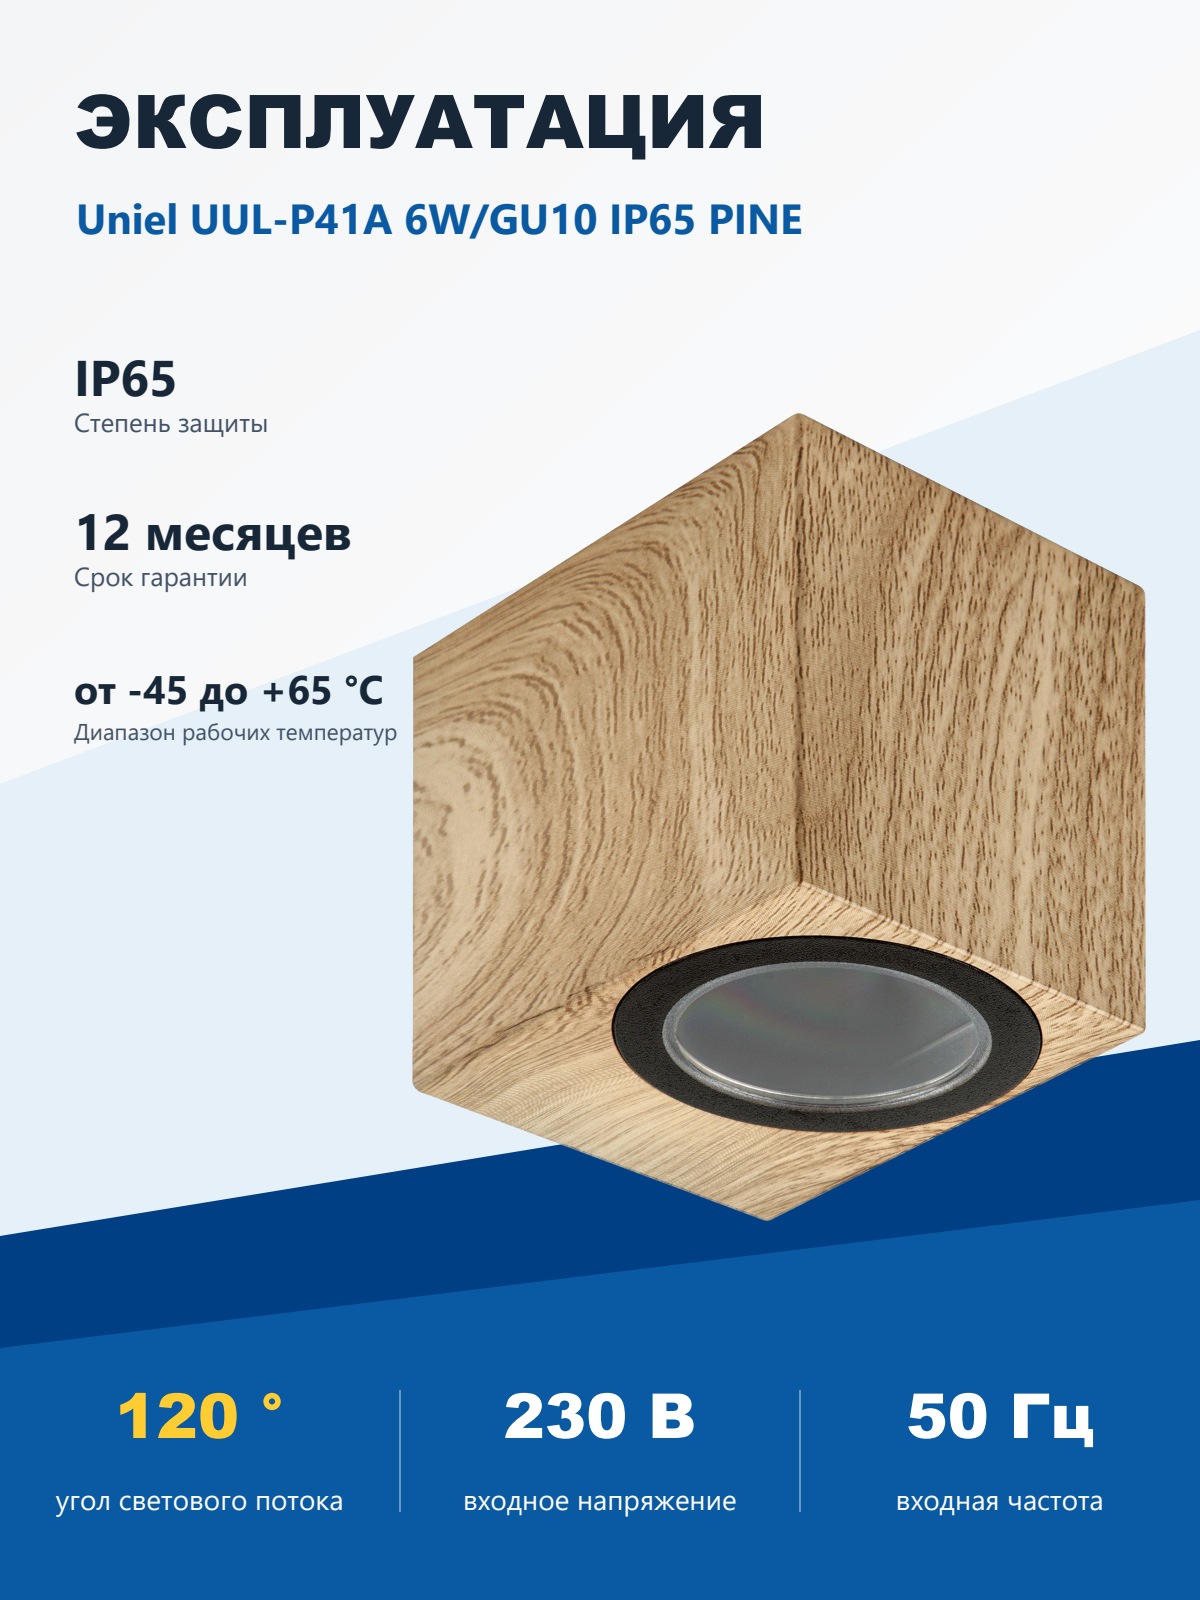 ЭКСПЛУАТАЦИЯ
Uniel UUL-P41A 6W/GU10 IP65 PINE
IP65
Степень защиты
12 месяцев
Срок гарантии
от -45 до +65 °C
Диапазон рабочих температур
120 °
угол светового потока
230 В
входное напряжение
50 Гц
входная частота